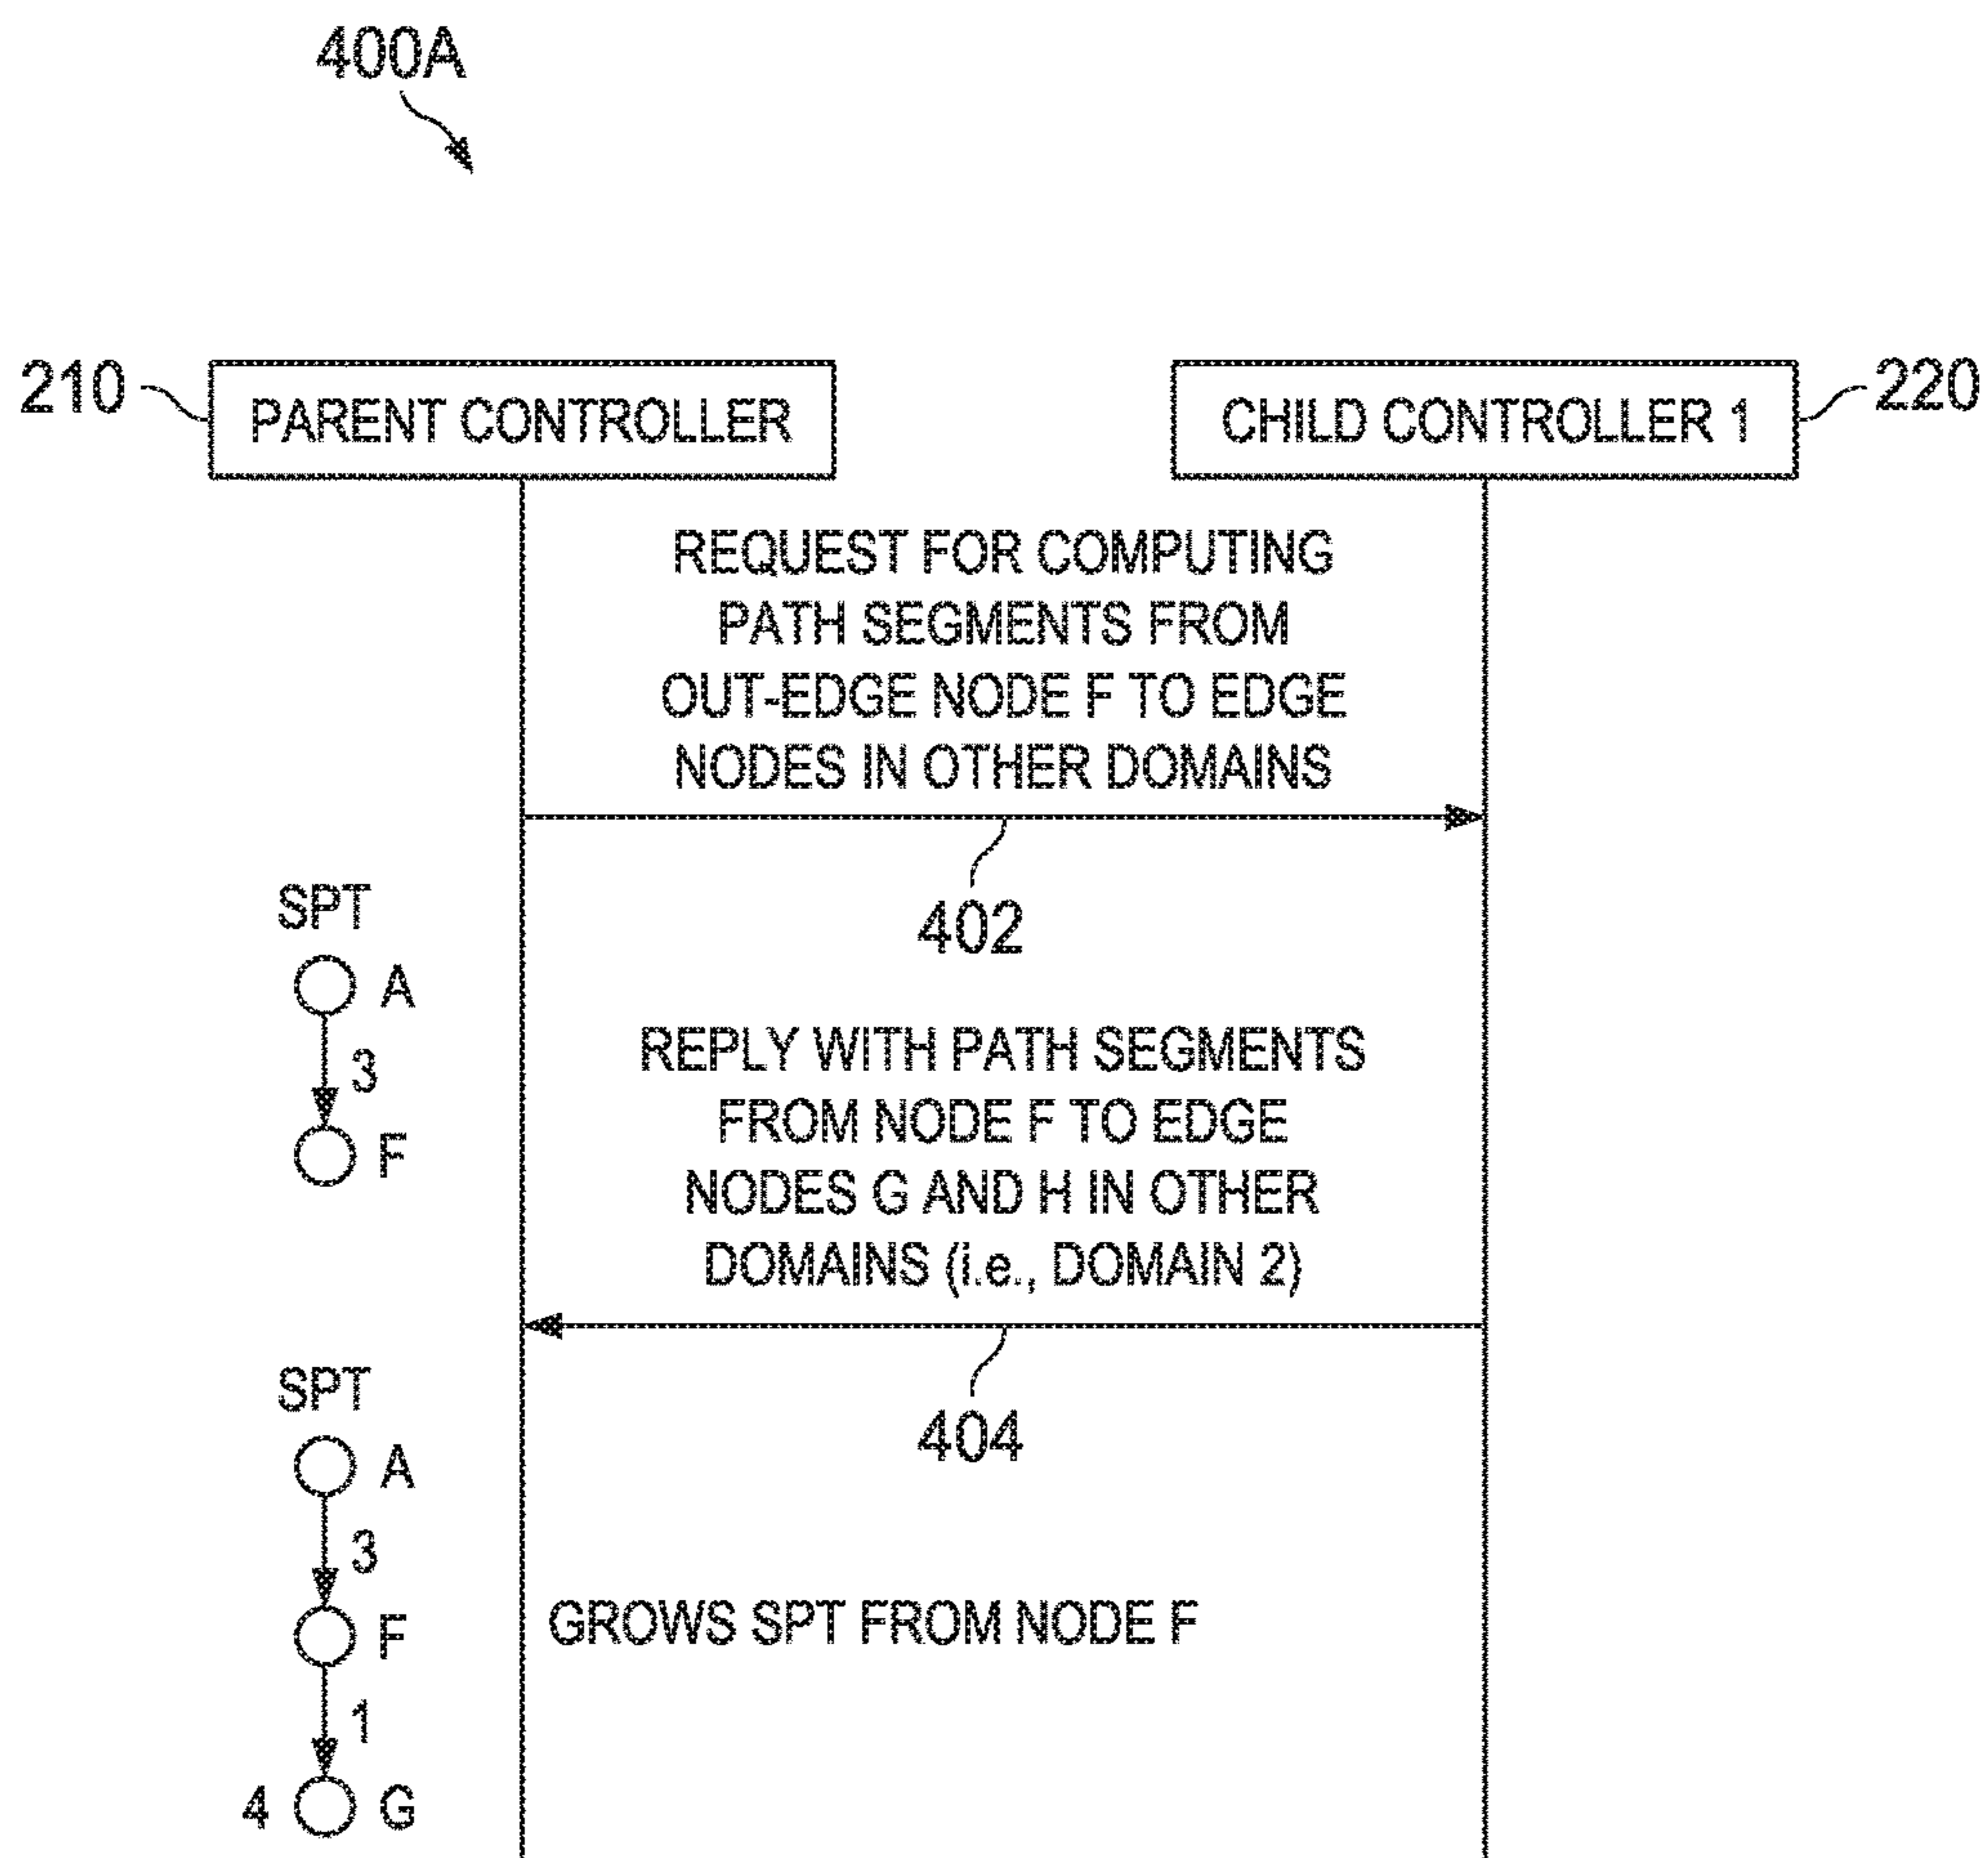 400A
210
PARENT CONTROLLER
CHILD CONTROLLER 1
220
REQUEST FOR COMPUTING
PATH SEGMENTS FROM
OUT-EDGE NODE F TO EDGE
NODES IN OTHER DOMAINS
402
SPT
A
3
F
REPLY WITH PATH SEGMENTS
FROM NODE F TO EDGE
NODES G AND H IN OTHER
DOMAINS (i.e., DOMAIN 2)
404
SPT
A
3
F
GROWS SPT FROM NODE F
1
4
G